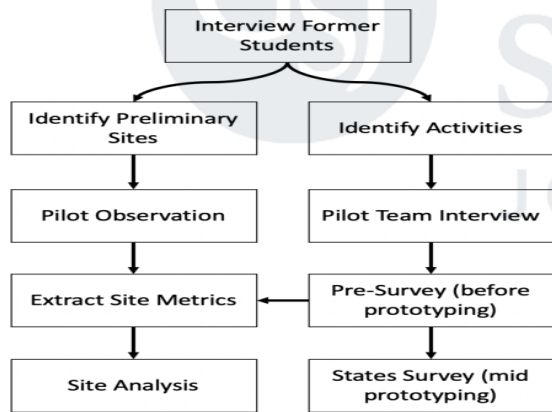 Interview Former
Students
Identify Preliminary
Sites
Identify Activities
Pilot Observation
Pilot Team Interview
Extract Site Metrics
Pre-Survey (before
prototyping)
Site Analysis
States Survey (mid
prototyping)